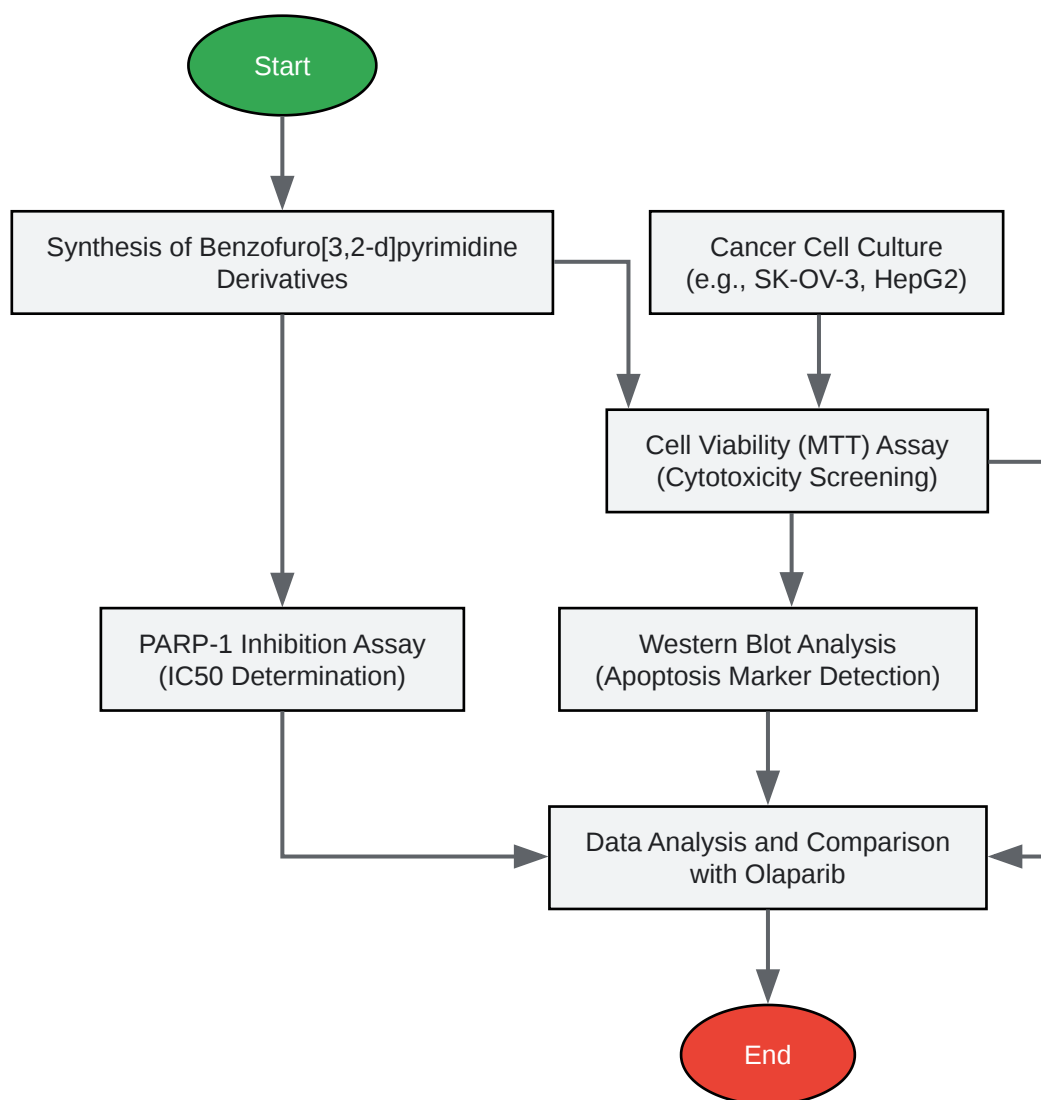 Start
Synthesis of Benzofuro[3,2-d]pyrimidine
Derivatives
Cancer Cell Culture
(e.g., SK-OV-3, HepG2)
Cell Viability (MTT) Assay
(Cytotoxicity Screening)
PARP-1 Inhibition Assay
(IC50 Determination)
Western Blot Analysis
(Apoptosis Marker Detection)
Data Analysis and Comparison
with Olaparib
End